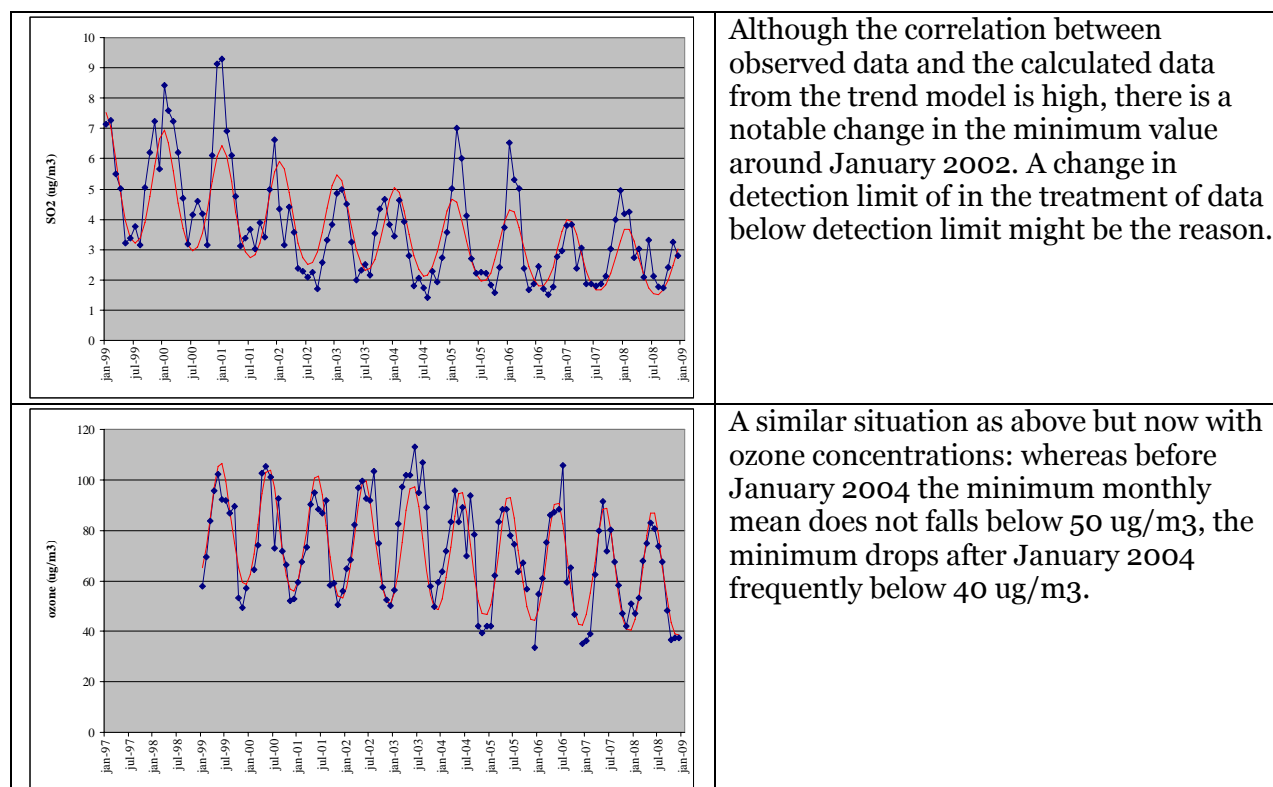 10
9
8
7
6
5
4
3
2
1
0
SO2 (ug/m3)
jan-99
jul-99
jan-00
jul-00
jan-01
jul-01
jan-02
jul-02
jan-03
jul-03
jan-04
jul-04
jan-05
jul-05
jan-06
jul-06
jan-07
jul-07
jan-08
jul-08
jan-09
Although the correlation between
observed data and the calculated data
from the trend model is high, there is a
notable change in the minimum value
around January 2002. A change in
detection limit of in the treatment of data
below detection limit might be the reason.
120
100
80
60
40
20
0
ozone (ug/m3)
jan-97
jul-97
jan-98
jul-98
jan-99
jul-99
jan-00
jul-00
jan-01
jul-01
jan-02
jul-02
jan-03
jul-03
jan-04
jul-04
jan-05
jul-05
jan-06
jul-06
jan-07
jul-07
jan-08
jul-08
jan-09
A similar situation as above but now with
ozone concentrations: whereas before
January 2004 the minimum monthly
mean does not falls below 50 ug/m3, the
minimum drops after January 2004
frequently below 40 ug/m3.